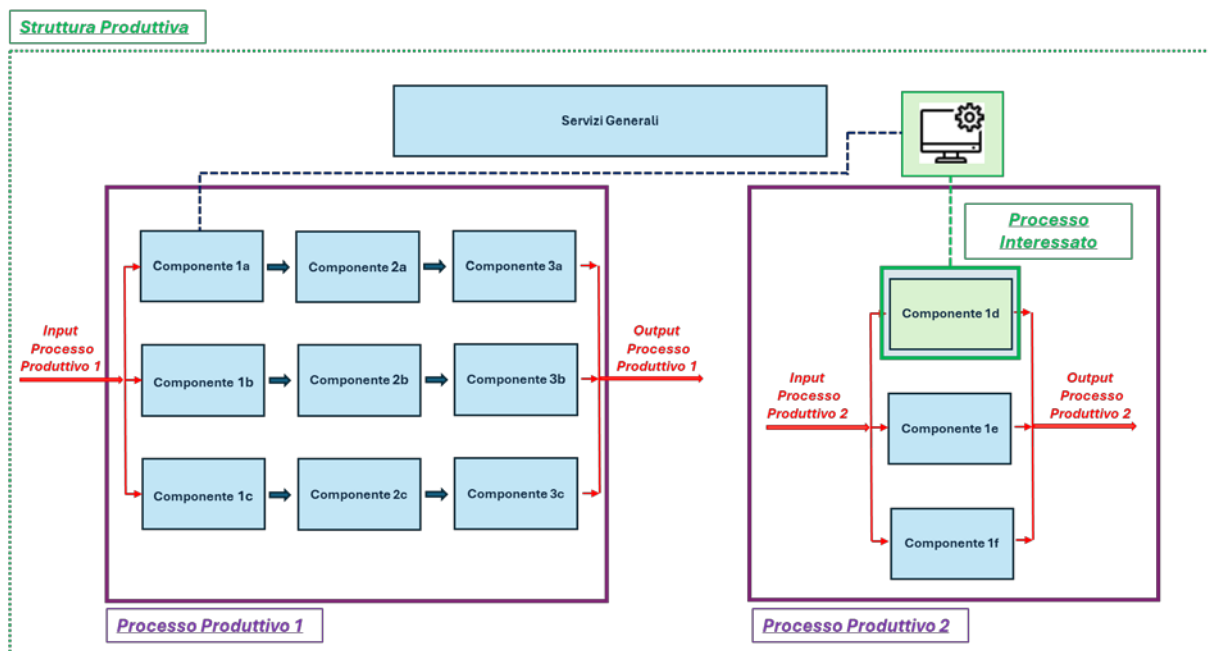 Struttura Produttiva
Servizi Generali
Processo
Interessato
Componente 1a
Componente 2a
Componente 3a
Input
Processo
Produttivo 1
Componente 1b
Componente 2b
Componente 3b
Output
Processo
Produttivo 1
Componente 1c
Componente 2c
Componente 3c
Processo Produttivo 1
Componente 1d
Input
Processo
Produttivo 2
Componente 1e
Output
Processo
Produttivo 2
Componente 1f
Processo Produttivo 2